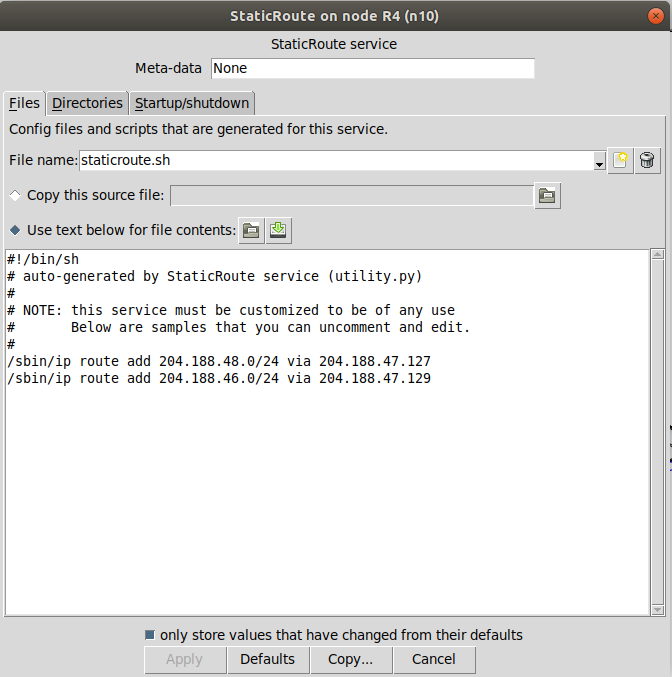 StaticRoute on node R4 (n10)
StaticRoute service
Meta-data None
Files Directories Startup/shutdown
Config files and scripts that are generated for this service.
File name: staticroute.sh
Copy this source file:
Use text below for file contents:
#!/bin/sh
# auto-generated by StaticRoute service (utility.py)
#
# NOTE: this service must be customized to be of any use
#       Below are samples that you can uncomment and edit.
#
/sbin/ip route add 204.188.48.0/24 via 204.188.47.127
/sbin/ip route add 204.188.46.0/24 via 204.188.47.129
only store values that have changed from their defaults
Apply Defaults Copy... Cancel